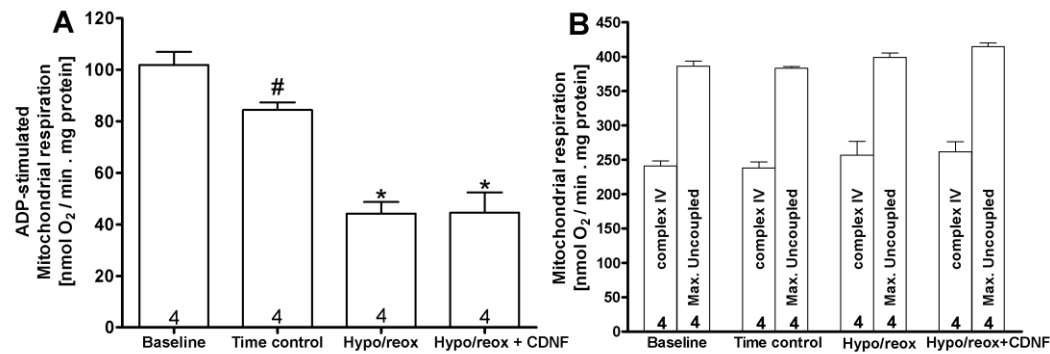 A
ADP-stimulated
Mitochondrial respiration
[nmol O₂ / min . mg protein]
120
100
80
60
40
20
0
#
*
*
4
4
4
4
Baseline
Time control
Hypo/reox
Hypo/reox + CDNF
B
Mitochondrial respiration
[nmol O₂ / min . mg protein]
450
400
350
300
250
200
150
100
50
0
complex IV
Max. Uncoupled
complex IV
Max. Uncoupled
complex IV
Max. Uncoupled
complex IV
Max. Uncoupled
4
4
4
4
4
4
4
4
Baseline
Time control
Hypo/reox
Hypo/reox+CDNF